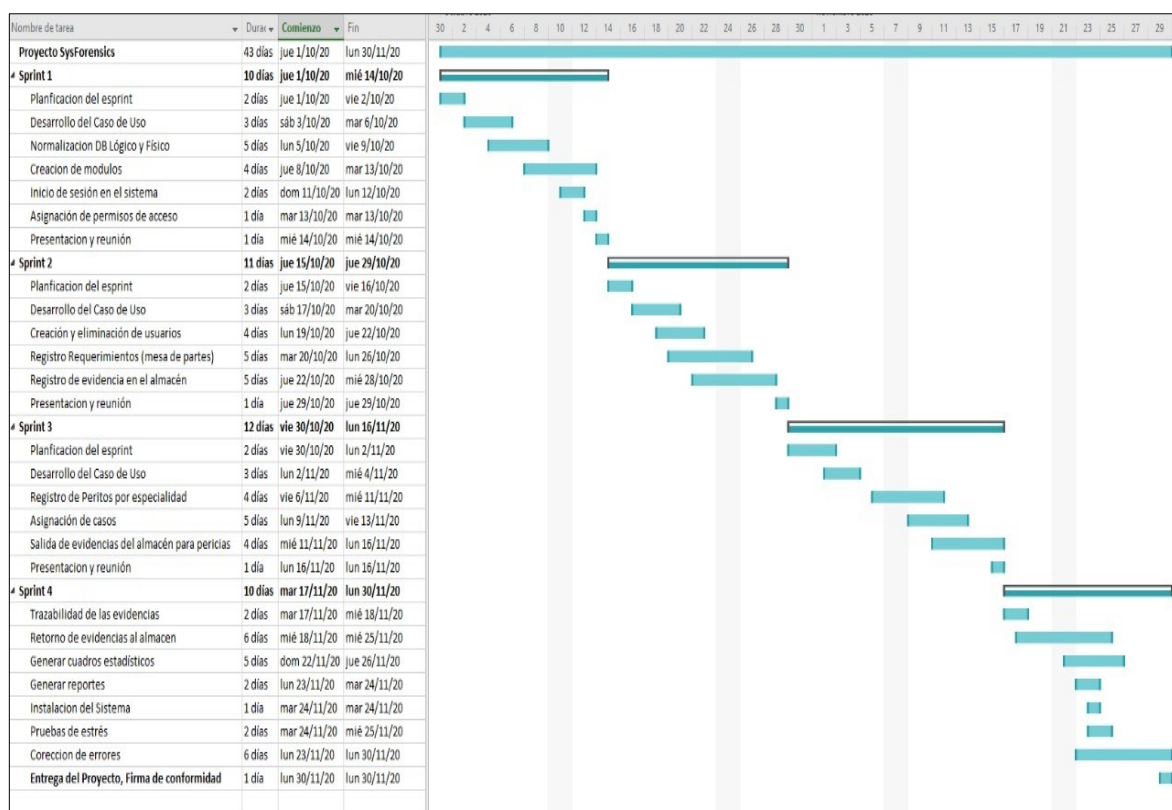 Nombre de tarea Comienzo Fin 30 2 4 6 8 10 12 14 16 18 20 22 24 26 28 30 1 3 5 7 9 11 13 15 17 19 21 23 25 27 29
Proyecto SysForensics 43 días jue 1/10/20 lun 30/11/20
Sprint 1 10 días jue 1/10/20 mié 14/10/20
Planficacion del esprint 2 días jue 1/10/20 vie 2/10/20
Desarrollo del Caso de Uso 3 días sáb 3/10/20 mar 6/10/20
Normalizacion DB Lógico y Físico 5 días lun 5/10/20 vie 9/10/20
Creacion de modulos 4 días jue 8/10/20 mar 13/10/20
Inicio de sesión en el sistema 2 días dom 11/10/20 lun 12/10/20
Asignación de permisos de acceso 1 día mar 13/10/20 mar 13/10/20
Presentacion y reunión 1 día mié 14/10/20 mié 14/10/20
Sprint 2 11 días jue 15/10/20 jue 29/10/20
Planficacion del esprint 2 días jue 15/10/20 vie 16/10/20
Desarrollo del Caso de Uso 3 días sáb 17/10/20 mar 20/10/20
Creación y eliminación de usuarios 4 días lun 19/10/20 jue 22/10/20
Registro Requerimientos (mesa de partes) 5 días mar 20/10/20 lun 26/10/20
Registro de evidencia en el almacén 5 días jue 22/10/20 mié 28/10/20
Presentacion y reunión 1 día jue 29/10/20 jue 29/10/20
Sprint 3 12 días vie 30/10/20 lun 16/11/20
Planficacion del esprint 2 días vie 30/10/20 lun 2/11/20
Desarrollo del Caso de Uso 3 días lun 2/11/20 mié 4/11/20
Registro de Peritos por especialidad 4 días vie 6/11/20 mié 11/11/20
Asignación de casos 5 días lun 9/11/20 vie 13/11/20
Salida de evidencias del almacén para pericias 4 días mié 11/11/20 lun 16/11/20
Presentacion y reunión 1 día lun 16/11/20 lun 16/11/20
Sprint 4 10 días mar 17/11/20 lun 30/11/20
Trazabilidad de las evidencias 2 días mar 17/11/20 mié 18/11/20
Retorno de evidencias al almacen 6 días mié 18/11/20 mié 25/11/20
Generar cuadros estadísticos 5 días dom 22/11/20 jue 26/11/20
Generar reportes 2 días lun 23/11/20 mar 24/11/20
Instalacion del Sistema 1 día mar 24/11/20 mar 24/11/20
Pruebas de estrés 2 días mar 24/11/20 mié 25/11/20
Coreccion de errores 6 días lun 23/11/20 lun 30/11/20
Entrega del Proyecto, Firma de conformidad 1 día lun 30/11/20 lun 30/11/20